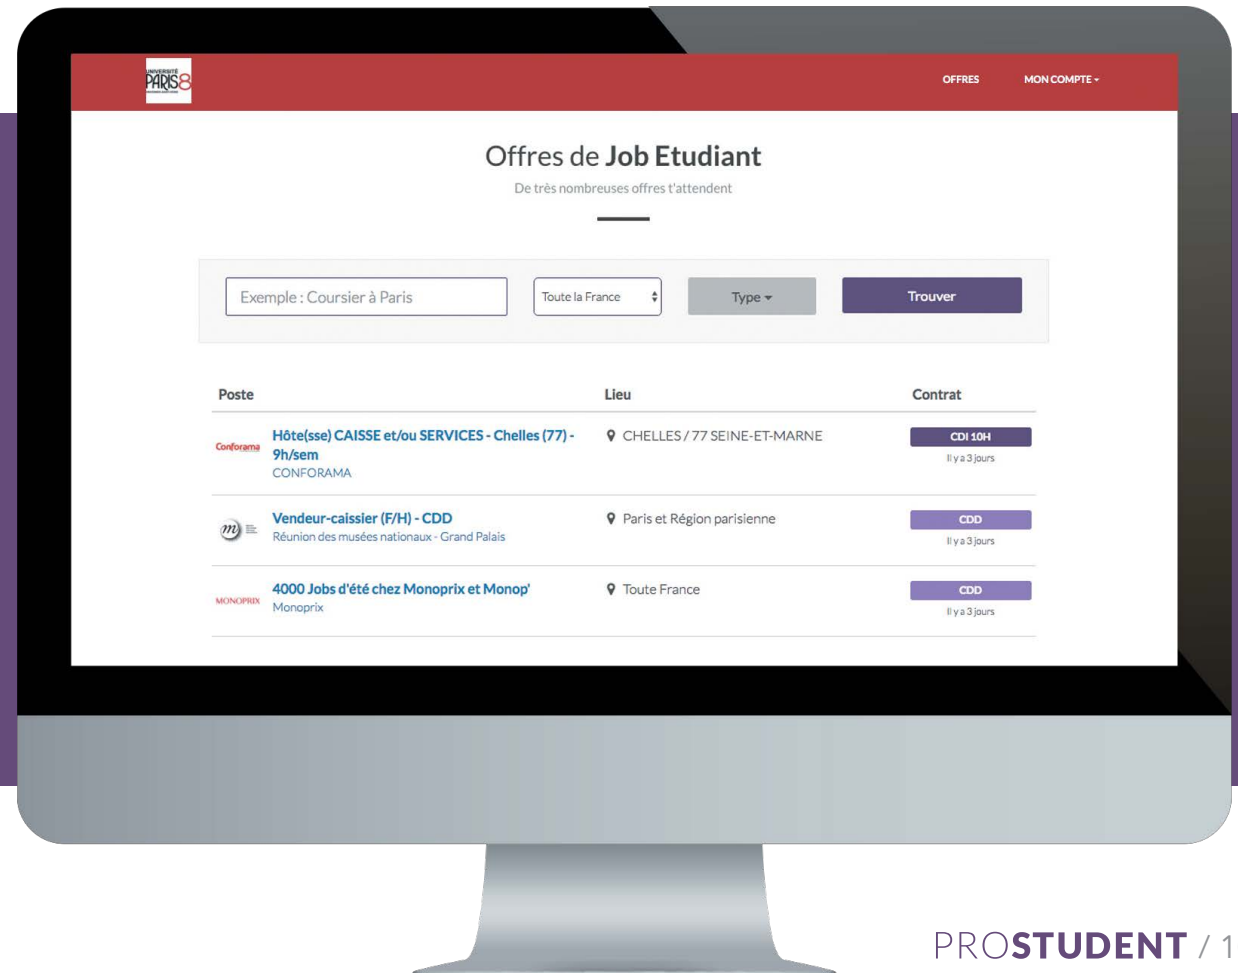 UNIVERSITÉ
PARIS8
OFFRES
MON COMPTE
Offres de Job Etudiant
De très nombreuses offres t'attendent
Exemple : Coursier à Paris
Toute la France
Type
Trouver
Poste
Lieu
Contrat
Conforama
Hôte(sse) CAISSE et/ou SERVICES - Chelles (77) -
9h/sem
CONFORAMA
CHELLES / 77 SEINE-ET-MARNE
CDI 10H
Il y a 3 jours
m
Vendeur-caissier (F/H) - CDD
Réunion des musées nationaux - Grand Palais
Paris et Région parisienne
CDD
Il y a 3 jours
MONOPRIX
4000 Jobs d'été chez Monoprix et Monop'
Monoprix
Toute France
CDD
Il y a 3 jours
PROSTUDENT / 1